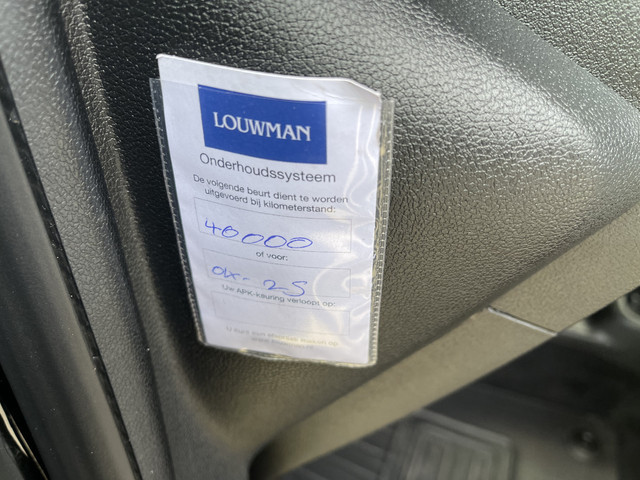 LOUWMAN
Onderhoudssysteem
De volgende beurt dient te worden
uitgevoerd bij kilometerstand:
40000
of voor:
04-25
Uw APK-keuring verloopt op: